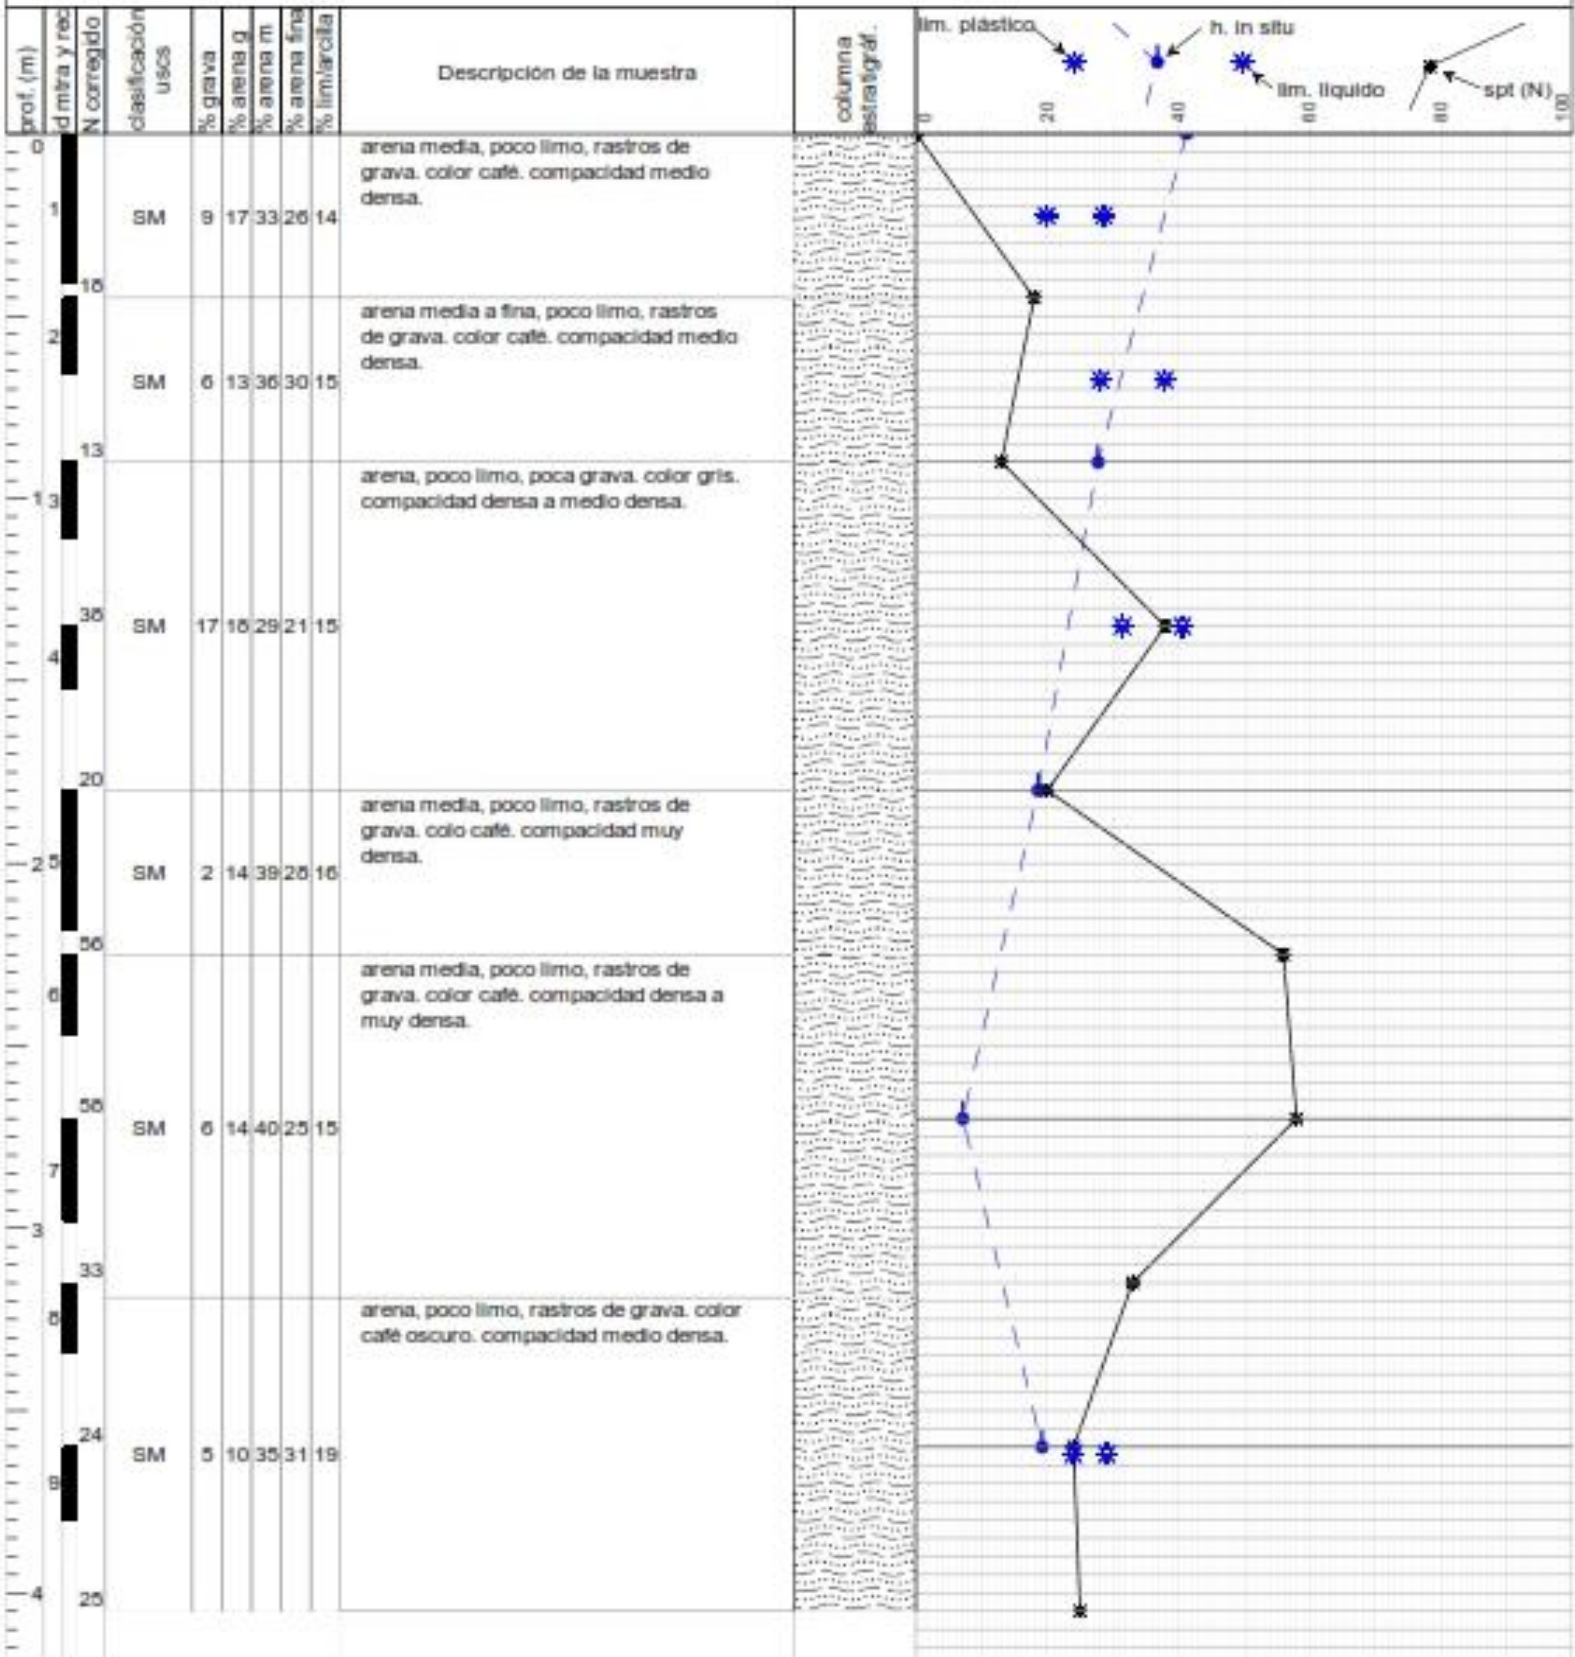 prof. (m)
d mtra y rec
N corregido
clasificación
uscs
% grava
% arena g
% arena m
% arena fina
% lim/arcilla
Descripción de la muestra
columna
estratigráf.
lim. plástico
h. in situ
lim. líquido
spt (N)
0 20 40 60 80 100
0
arena media, poco limo, rastros de
grava. color café. compacidad medio
densa.
1 SM 9 17 33 26 14
18
arena media a fina, poco limo, rastros
de grava. color café. compacidad medio
densa.
2
SM 6 13 36 30 15
13
arena, poco limo, poca grava. color gris.
compacidad densa a medio densa.
1 3
38
SM 17 18 29 21 15
4
20
arena media, poco limo, rastros de
grava. colo café. compacidad muy
densa.
2 5 SM 2 14 39 28 16
56
arena media, poco limo, rastros de
grava. color café. compacidad densa a
muy densa.
6
58
SM 6 14 40 25 15
7
3
33
arena, poco limo, rastros de grava. color
café oscuro. compacidad medio densa.
8
24
SM 5 10 35 31 19
9
4
25